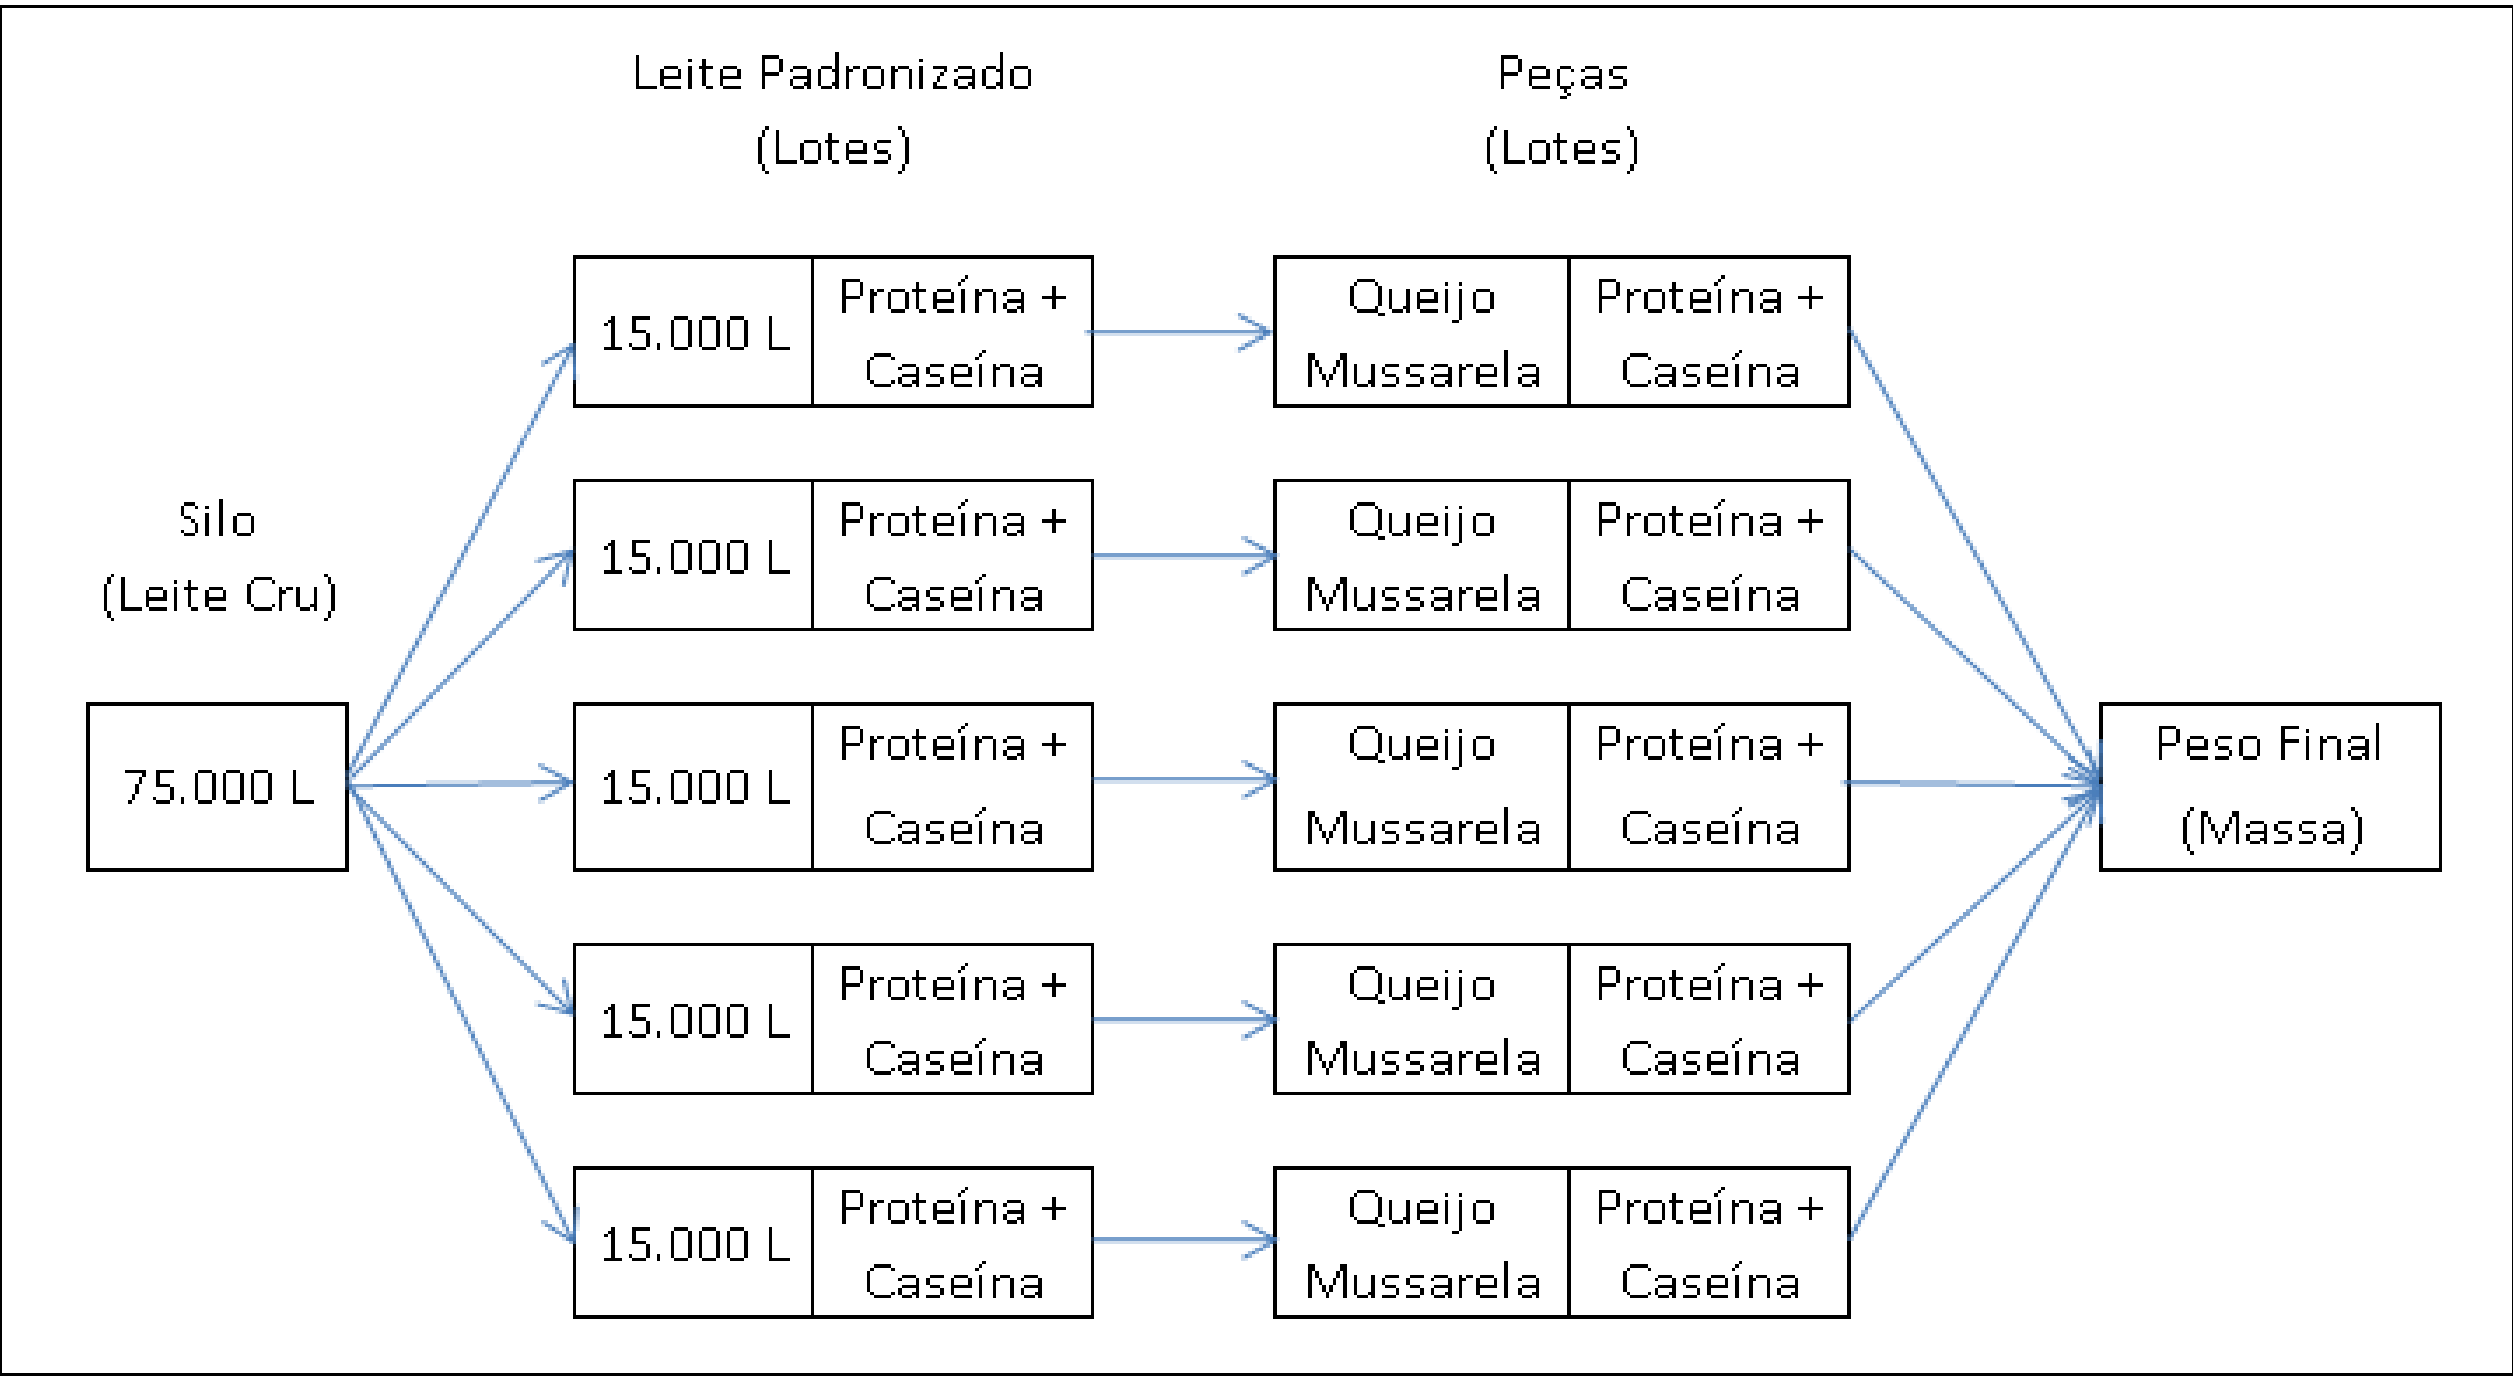 Leite Padronizado
(Lotes)
Peças
(Lotes)
Silo
(Leite Cru)
75.000 L
15.000 L
Proteína +
Caseína
Queijo
Mussarela
Proteína +
Caseína
15.000 L
Proteína +
Caseína
Queijo
Mussarela
Proteína +
Caseína
15.000 L
Proteína +
Caseína
Queijo
Mussarela
Proteína +
Caseína
15.000 L
Proteína +
Caseína
Queijo
Mussarela
Proteína +
Caseína
15.000 L
Proteína +
Caseína
Queijo
Mussarela
Proteína +
Caseína
Peso Final
(Massa)